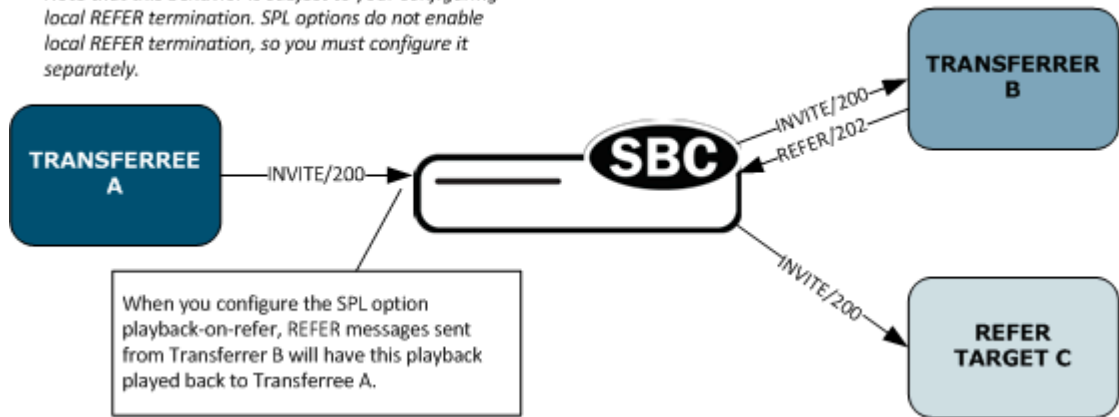 local REFER termination. SPL options do not enable
local REFER termination, so you must configure it
separately.
TRANSFERREE
A
INVITE/200
SBC
INVITE/200
REFER/202
TRANSFERRER
B
INVITE/200
REFER
TARGET C
When you configure the SPL option
playback-on-refer, REFER messages sent
from Transferrer B will have this playback
played back to Transferree A.